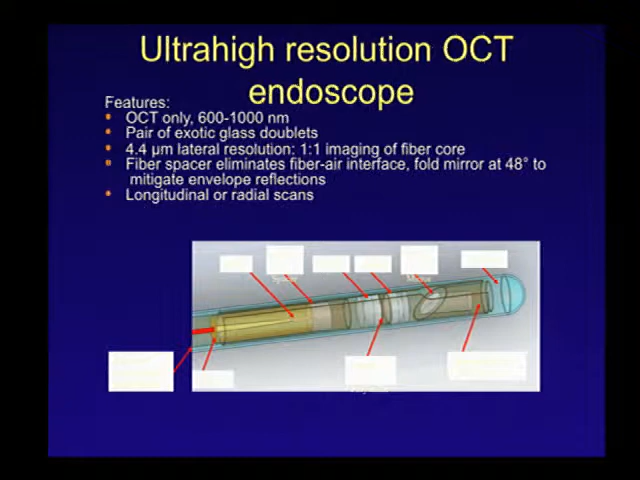 Ultrahigh resolution OCT
endoscope
Features:
• OCT only, 600-1000 nm
• Pair of exotic glass doublets
• 4.4 µm lateral resolution: 1:1 imaging of fiber core
• Fiber spacer eliminates fiber-air interface, fold mirror at 48° to
mitigate envelope reflections
• Longitudinal or radial scans